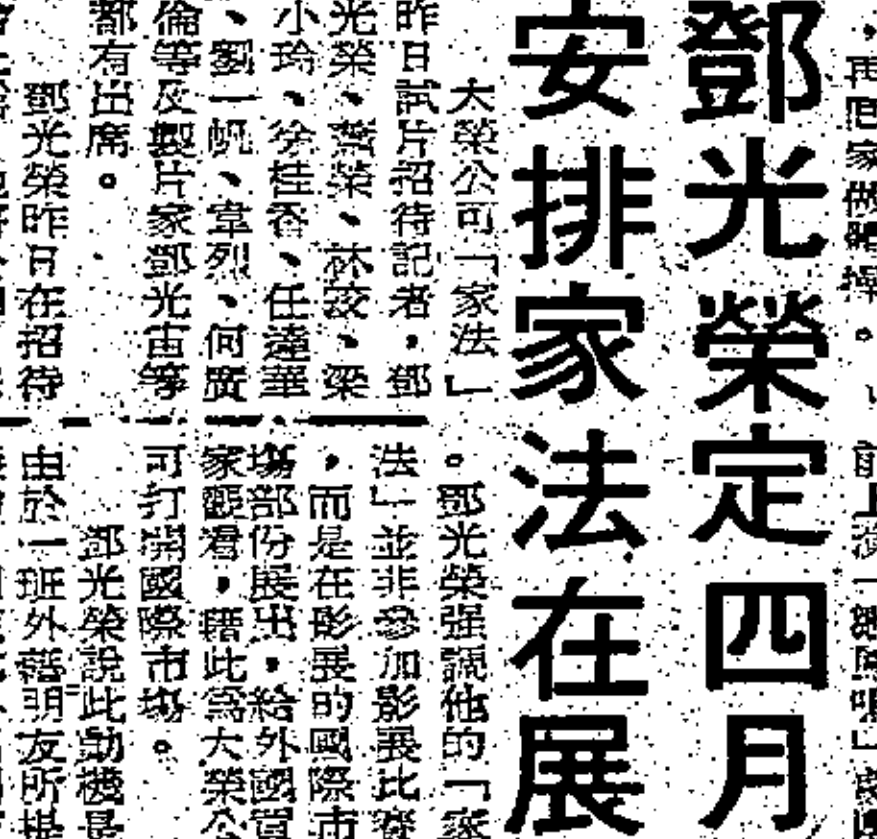 鄧光榮定四月
安排家法在展
大榮公司「家法」
昨日試片招待記者，鄧
光榮、燕榮、林蛟、梁
小玲、徐桂香、任達華
、劉一帆、韋烈、何廣
倫等及製片家鄧光宙等
都有出席。
鄧光榮昨日在招待
。鄧光榮强調他的「家
法」並非參加影展比賽
，而是在影展的國際市
場部份展出，給外國買
家觀看，藉此為大榮公
可打開國際市場。
鄧光榮說此動機是
由於一班外籍朋友所提